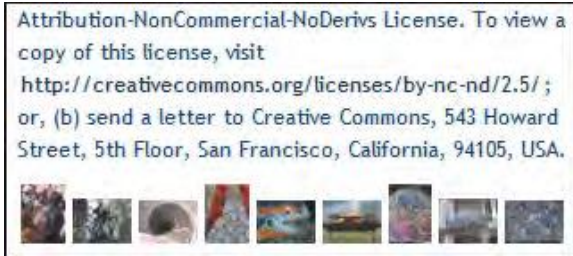 Attribution-NonCommercial-NoDerivs License. To view a
copy of this license, visit
http://creativecommons.org/licenses/by-nc-nd/2.5/ ;
or, (b) send a letter to Creative Commons, 543 Howard
Street, 5th Floor, San Francisco, California, 94105, USA.